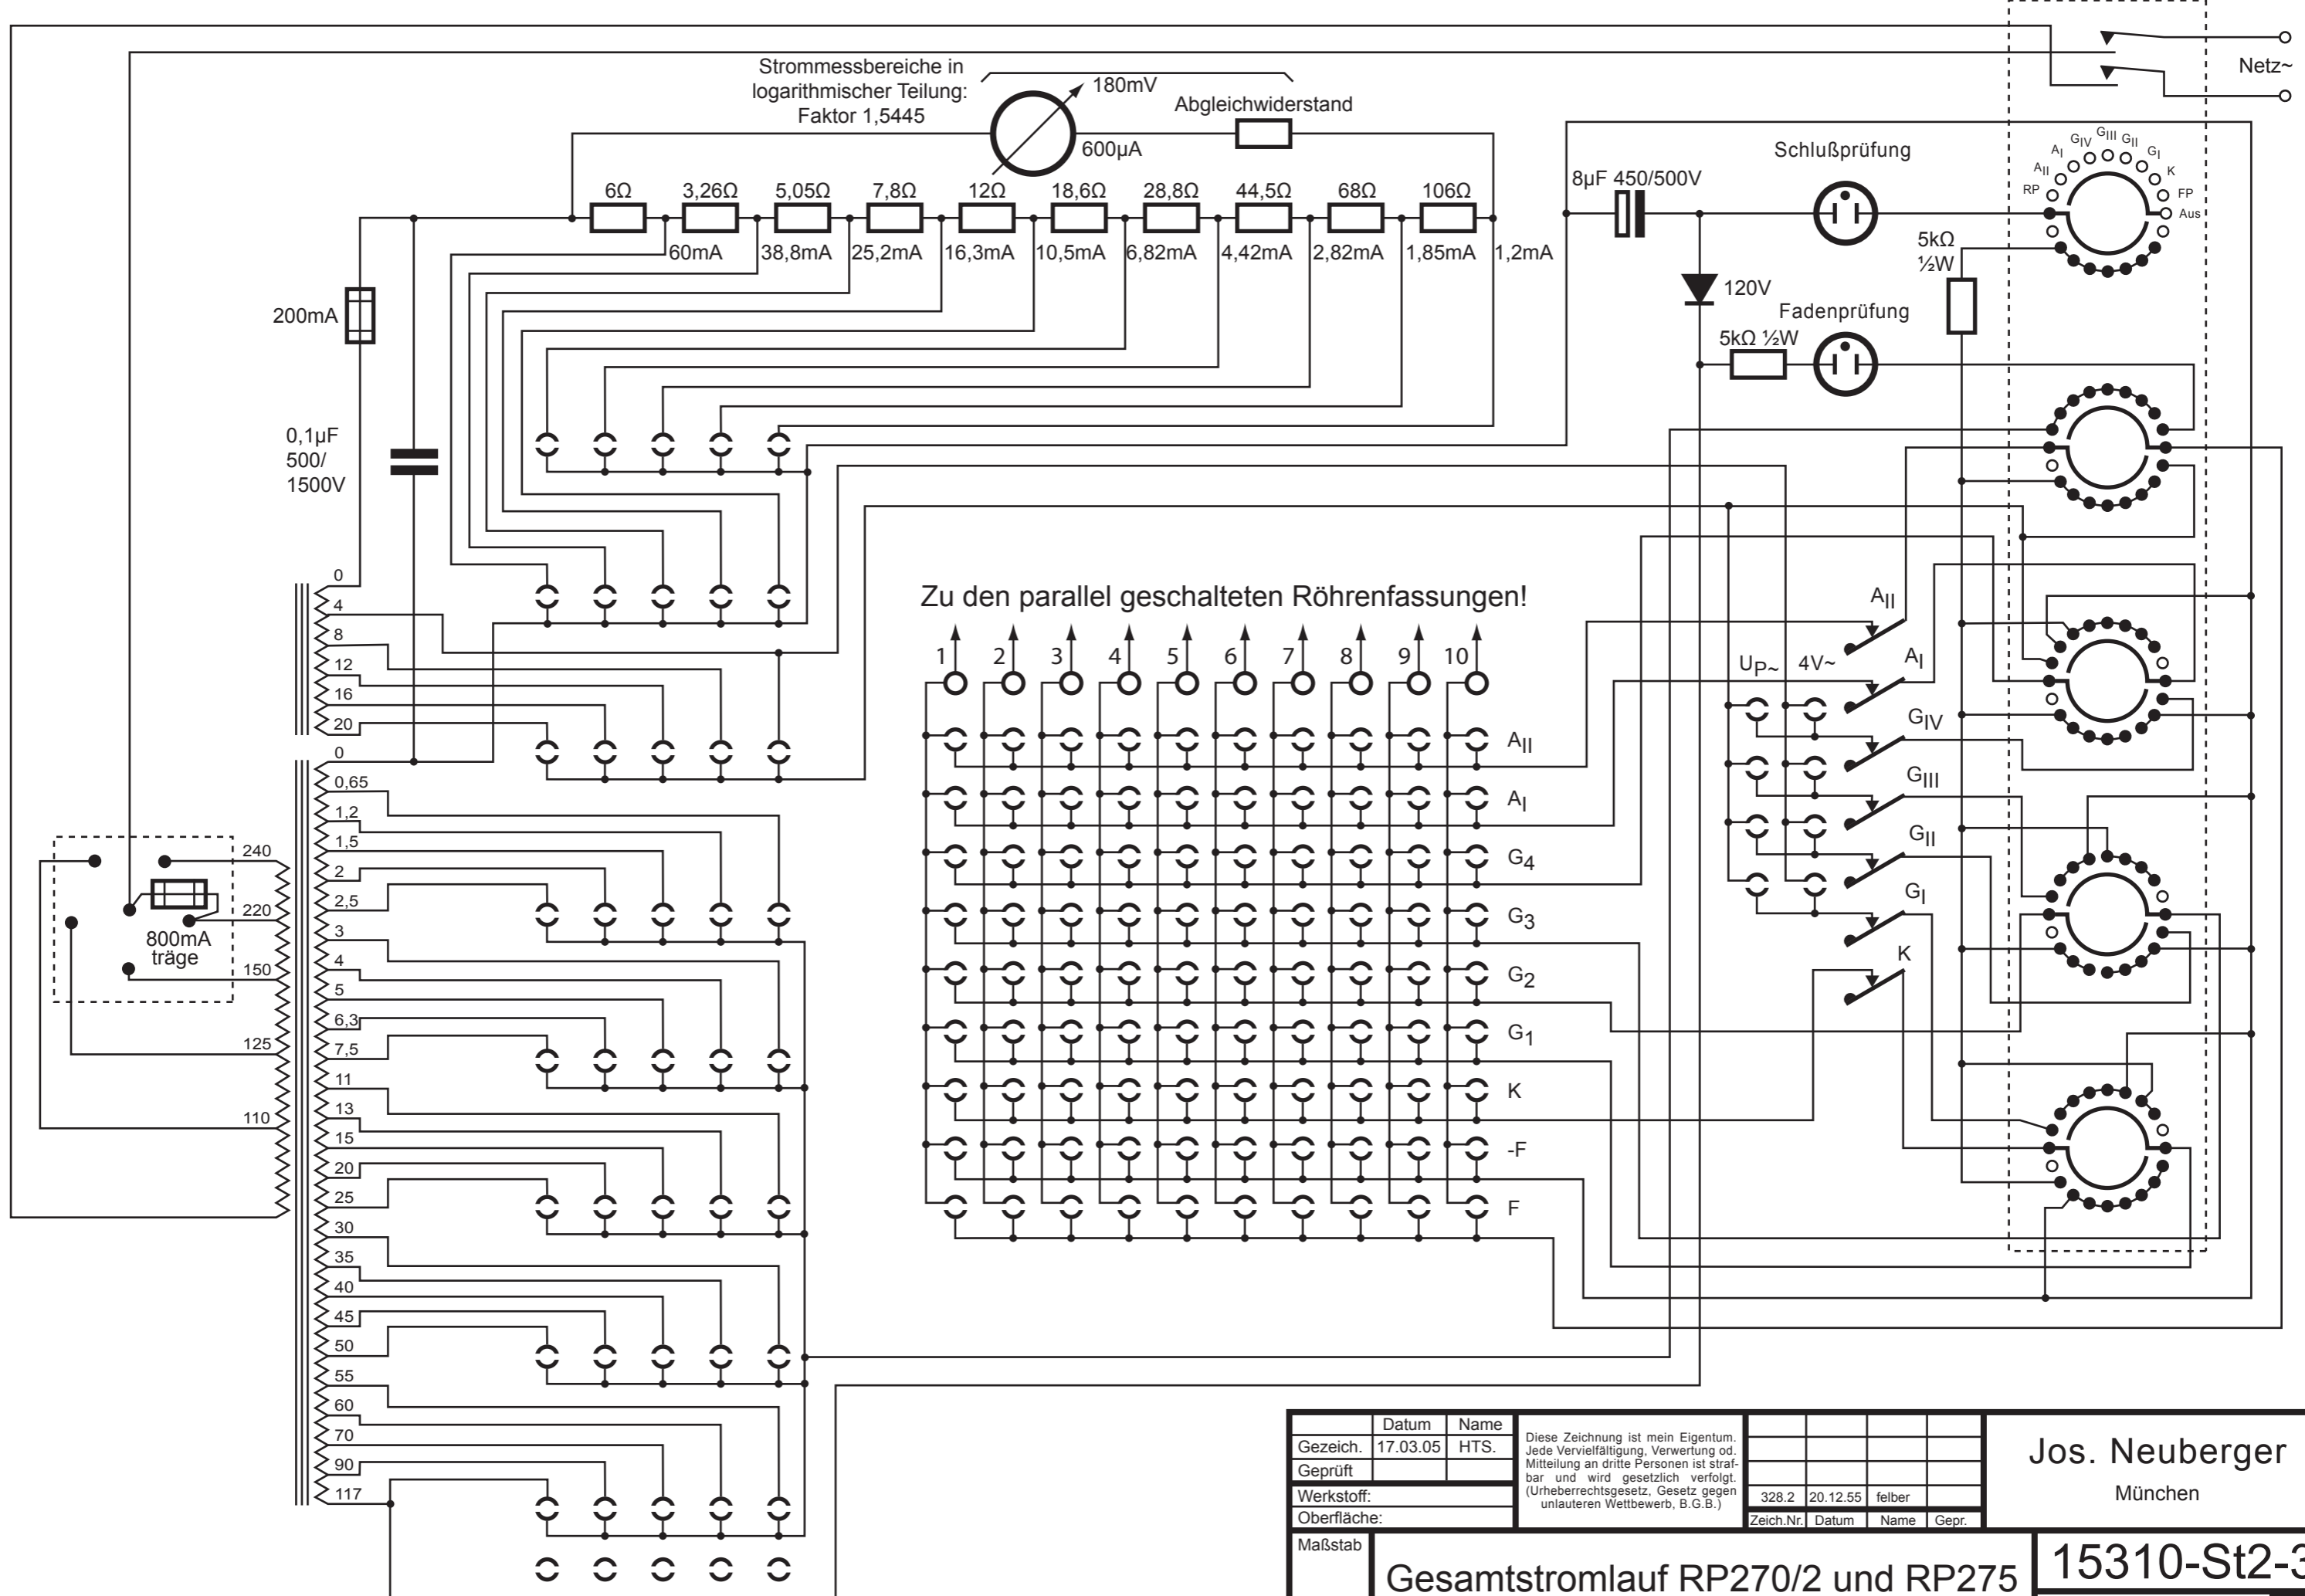 Netz~
Strommessbereiche in
logarithmischer Teilung:
Faktor 1,5445
180mV
600µA
Abgleichwiderstand
6Ω 3,26Ω 5,05Ω 7,8Ω 12Ω 18,6Ω 28,8Ω 44,5Ω 68Ω 106Ω
60mA 38,8mA 25,2mA 16,3mA 10,5mA 6,82mA 4,42mA 2,82mA 1,85mA 1,2mA
8µF 450/500V
Schlußprüfung
RP AII AI GIV GIII GII GI K FP Aus
5kΩ
½W
120V
Fadenprüfung
5kΩ ½W
200mA
0,1µF
500/
1500V
0
4
8
12
16
20
0
0,65
1,2
1,5
2
2,5
3
4
5
6,3
7,5
11
13
15
20
25
30
35
40
45
50
55
60
70
90
117
240
220
150
125
110
800mA
träge
Zu den parallel geschalteten Röhrenfassungen!
1 2 3 4 5 6 7 8 9 10
AII
AI
G4
G3
G2
G1
K
-F
F
UP~ 4V~
AII
AI
GIV
GIII
GII
GI
K
Datum Name
Gezeich. 17.03.05 HTS.
Geprüft
Werkstoff:
Oberfläche:
Maßstab
Diese Zeichnung ist mein Eigentum.
Jede Vervielfältigung, Verwertung od.
Mitteilung an dritte Personen ist straf-
bar und wird gesetzlich verfolgt.
(Urheberrechtsgesetz, Gesetz gegen
unlauteren Wettbewerb, B.G.B.)
328.2 20.12.55 felber
Zeich.Nr. Datum Name Gepr.
Jos. Neuberger
München
Gesamtstromlauf RP270/2 und RP275
15310-St2-3